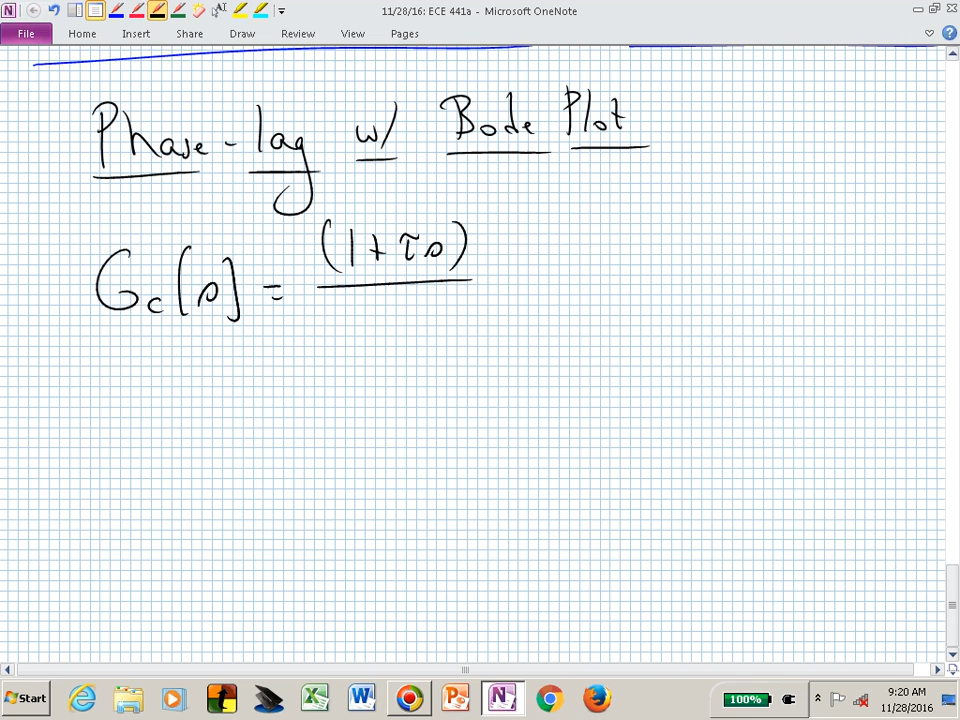 11/28/16: ECE 441a - Microsoft OneNote
File Home Insert Share Draw Review View Pages
Phase-lag w/ Bode Plot
(1+τs)
Gc(s) =
Start
100%
9:20 AM
11/28/2016